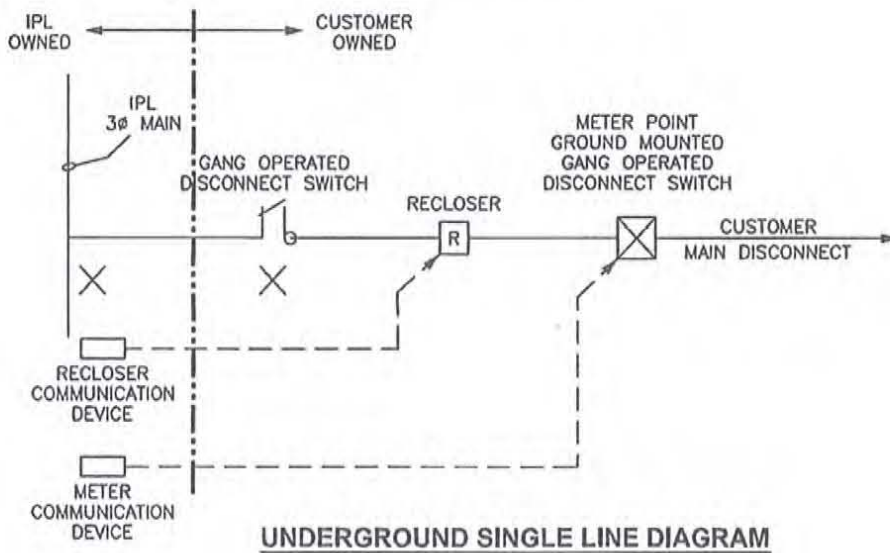 IPL
OWNED
CUSTOMER
OWNED
IPL
3ø MAIN
GANG OPERATED
DISCONNECT SWITCH
RECLOSER
METER POINT
GROUND MOUNTED
GANG OPERATED
DISCONNECT SWITCH
R
CUSTOMER
MAIN DISCONNECT
RECLOSER
COMMUNICATION
DEVICE
METER
COMMUNICATION
DEVICE
UNDERGROUND SINGLE LINE DIAGRAM